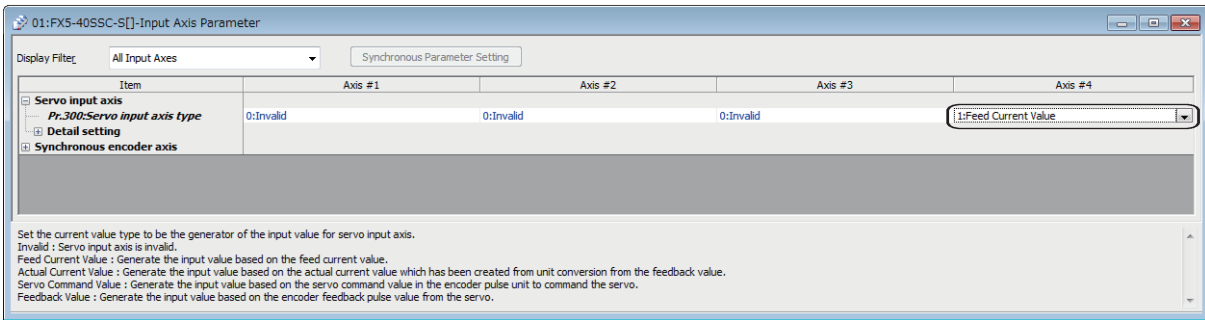 01:FX5-40SSC-S[]-Input Axis Parameter
Display Filter All Input Axes Synchronous Parameter Setting
Item Axis #1 Axis #2 Axis #3 Axis #4
Servo input axis
Pr.300:Servo input axis type 0:Invalid 0:Invalid 0:Invalid 1:Feed Current Value
Detail setting
Synchronous encoder axis
Set the current value type to be the generator of the input value for servo input axis.
Invalid : Servo input axis is invalid.
Feed Current Value : Generate the input value based on the feed current value.
Actual Current Value : Generate the input value based on the actual current value which has been created from unit conversion from the feedback value.
Servo Command Value : Generate the input value based on the servo command value in the encoder pulse unit to command the servo.
Feedback Value : Generate the input value based on the encoder feedback pulse value from the servo.